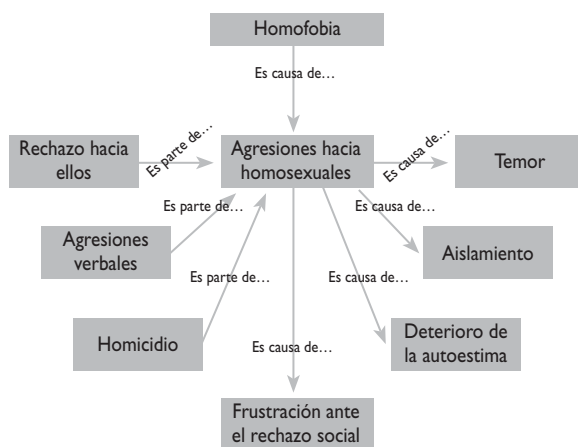 Homofobia
Es causa de…
Rechazo hacia
ellos
Es parte de…
Agresiones hacia
homosexuales
Es causa de…
Temor
Es parte de…
Es causa de…
Agresiones
verbales
Aislamiento
Es parte de…
Es causa de…
Homicidio
Es causa de…
Deterioro de
la autoestima
Frustración ante
el rechazo social